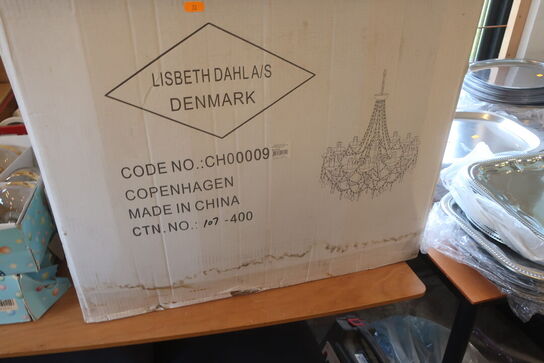 LISBETH DAHL A/S
DENMARK
CODE NO.:CH00009
COPENHAGEN
MADE IN CHINA
CTN.NO.: 107 -400